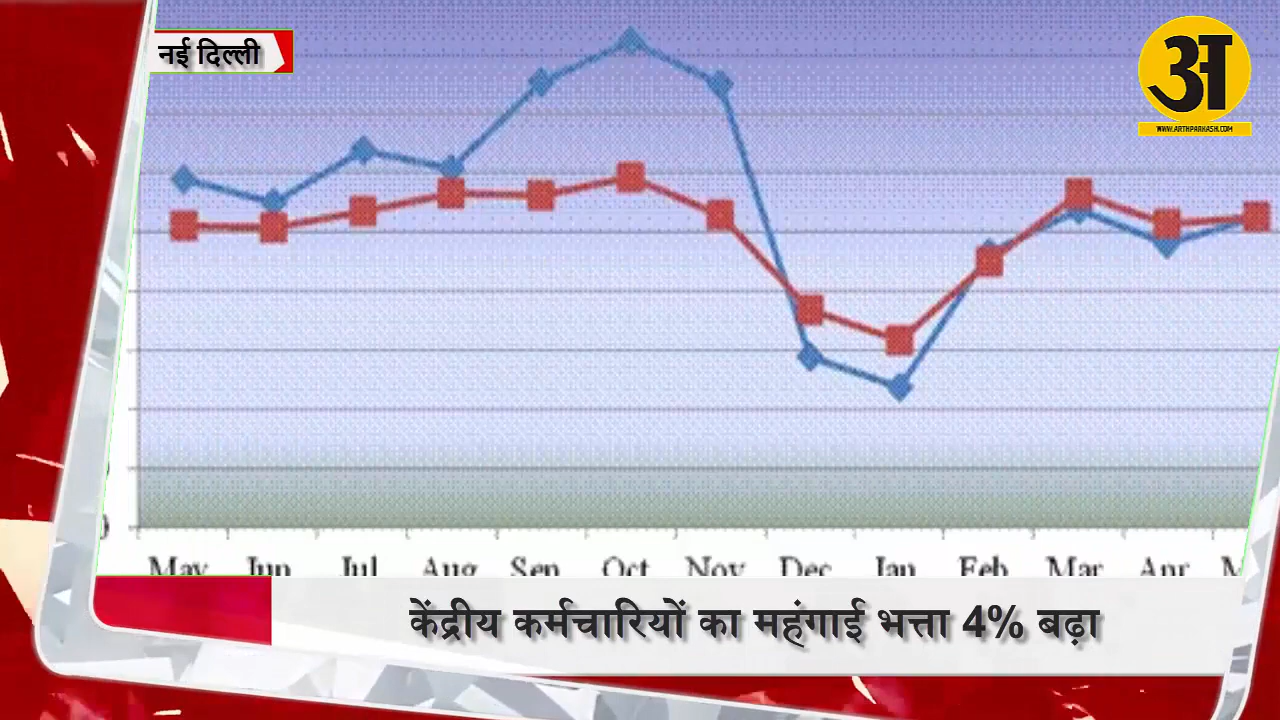 नई दिल्ली
अ
WWW.ARTHPARKASH.COM
0
May Jun Jul Aug Sep Oct Nov Dec Jan Feb Mar Apr
केंद्रीय कर्मचारियों का महंगाई भत्ता 4% बढ़ा